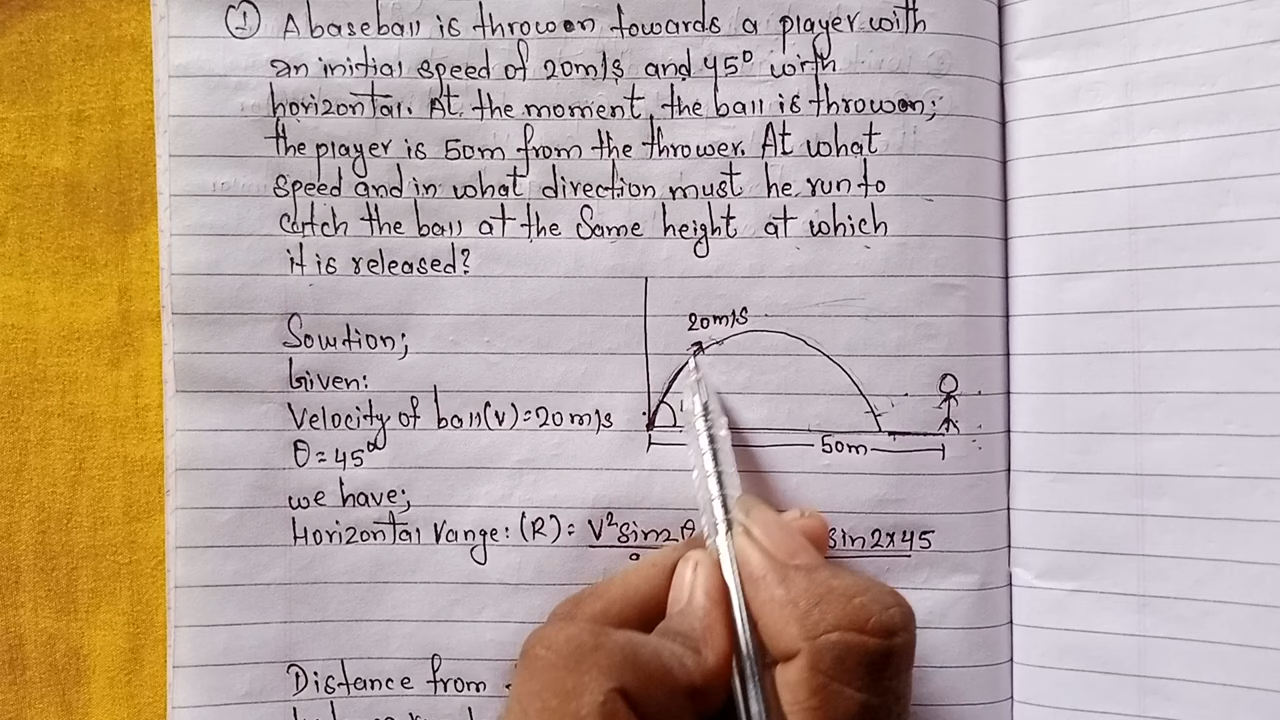 ① A baseball is throwon towards a player with
an initial speed of 20m/s and 45° with
horizontal. At the moment, the ball is throwon;
the player is 50m from the thrower. At what
speed and in what direction must he run to
catch the ball at the same height at which
it is released?
Soution;
20m/s
Given:
Velocity of ball(v)=20m/s
θ=45°
50m
we have;
Horizontal range: (R)= V²sin2θ sin2x45
Distance from